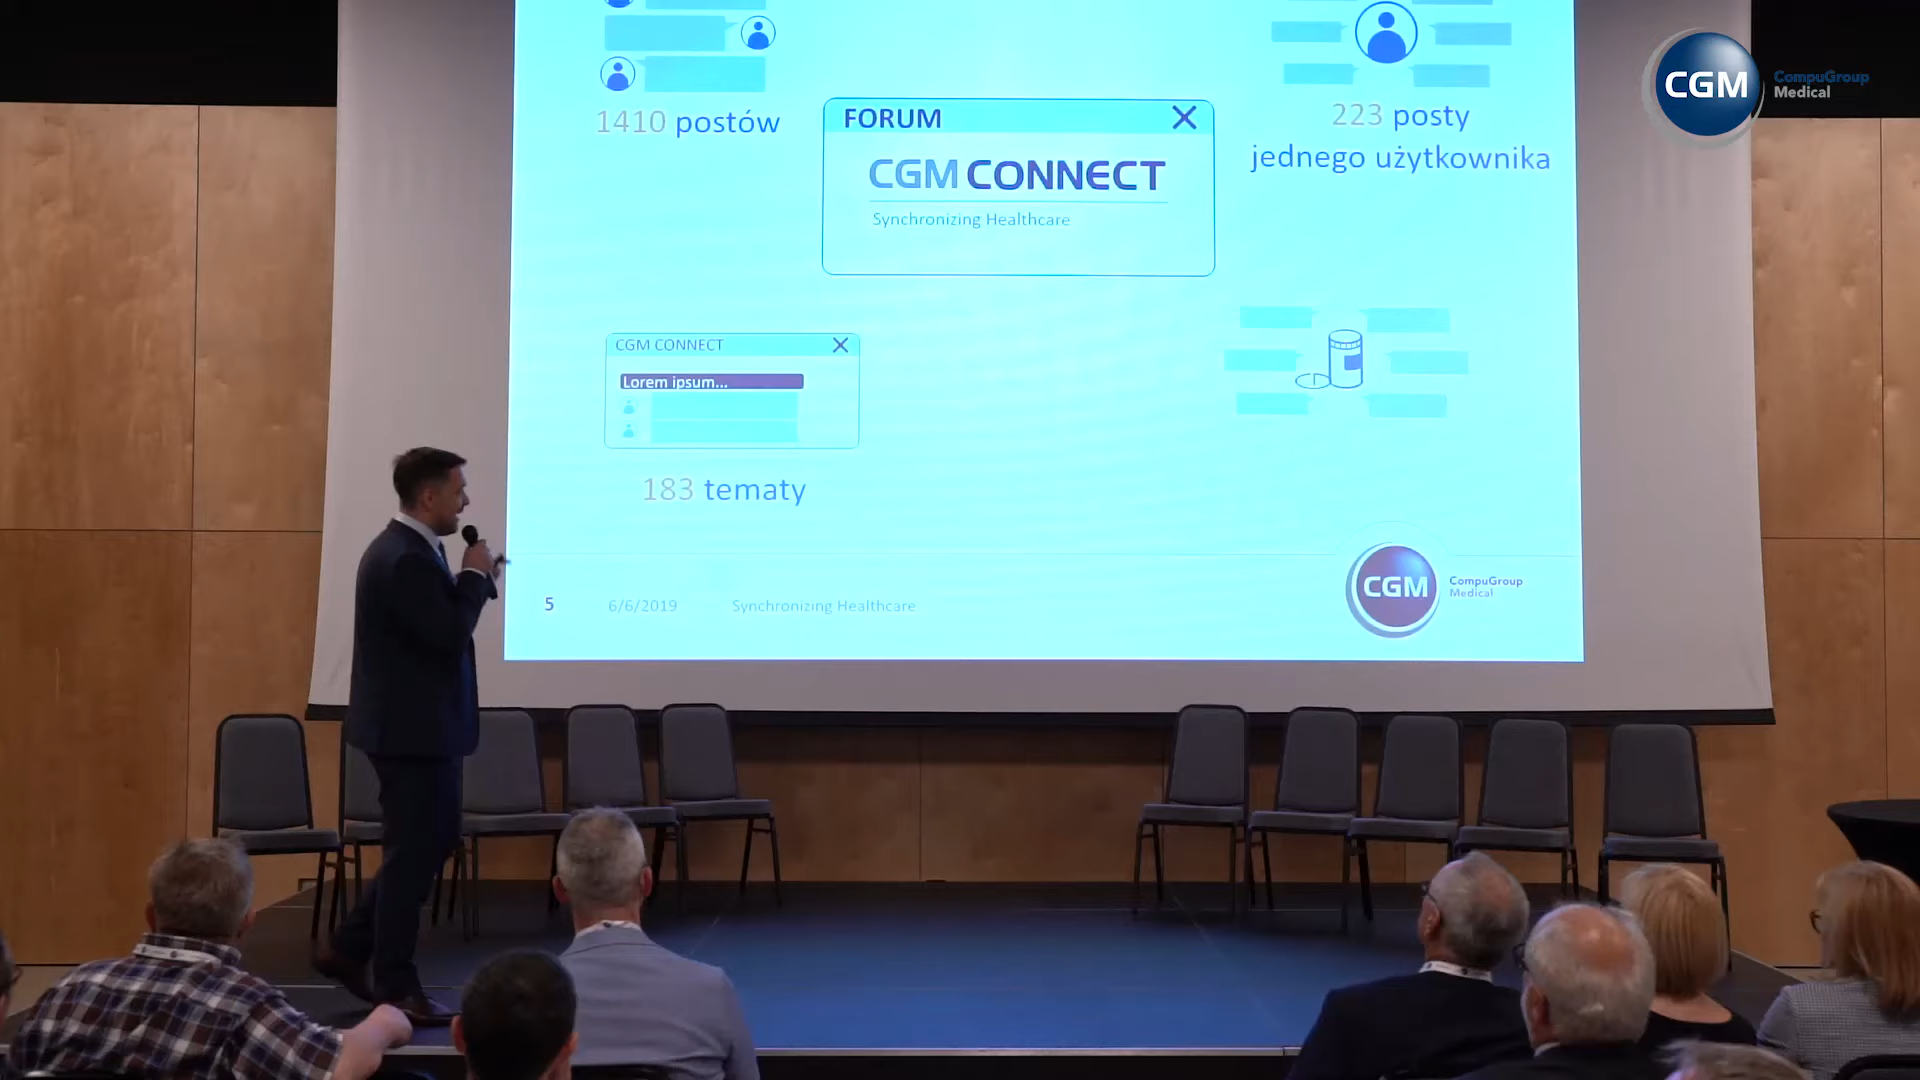 1410 postów
FORUM
CGM CONNECT
Synchronizing Healthcare
223 posty
jednego użytkownika
CGM CONNECT
Lorem ipsum...
183 tematy
5
6/6/2019
Synchronizing Healthcare
CGM
CompuGroup
Medical
CGM
CompuGroup
Medical